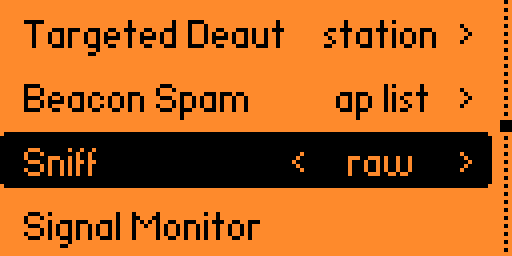 Targeted Deaut station >
Beacon Spam ap list >
Sniff < raw >
Signal Monitor